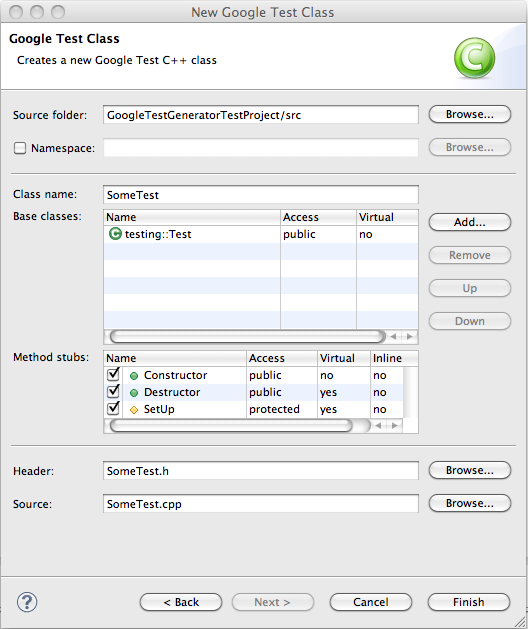 New Google Test Class
Google Test Class
Creates a new Google Test C++ class
Source folder: GoogleTestGeneratorTestProject/src Browse...
Namespace: Browse...
Class name: SomeTest
Base classes: Name Access Virtual Add...
C testing::Test public no
Remove
Up
Down
Method stubs: Name Access Virtual Inline
Constructor public no no
Destructor public yes no
SetUp protected yes no
Header: SomeTest.h Browse...
Source: SomeTest.cpp Browse...
? < Back Next > Cancel Finish